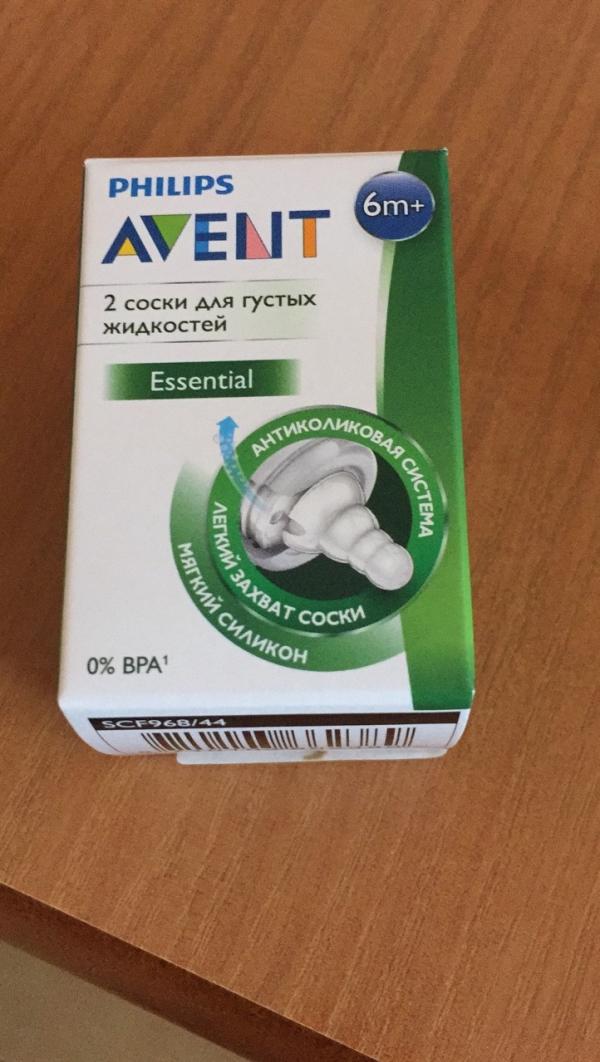 PHILIPS
AVENT
6m+
2 соски для густых
жидкостей
Essential
АНТИКОЛИКОВАЯ СИСТЕМА
ЛЕГКИЙ ЗАХВАТ СОСКИ
МЯГКИЙ СИЛИКОН
0% BPA¹
SCF968/44